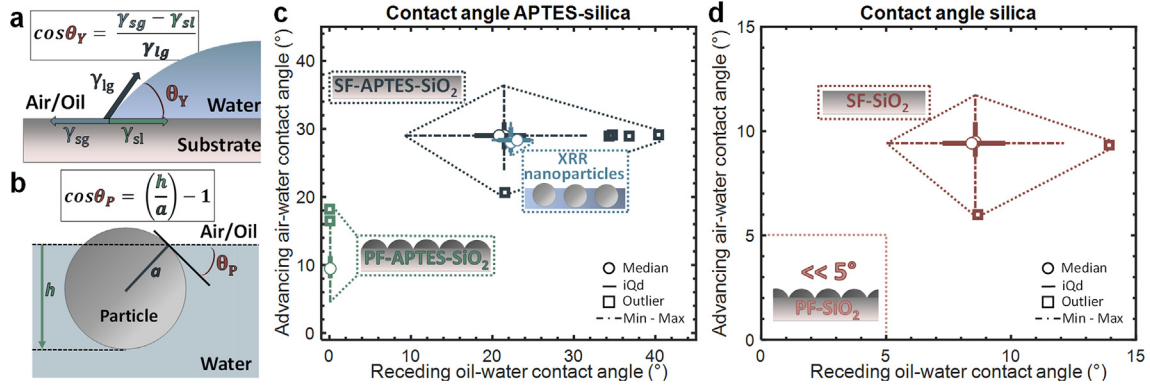 a
cosθY = γsg − γsl / γlg
γlg
Air/Oil
θY
Water
γsg
γsl
Substrate
b
cosθP = (h/a) − 1
Air/Oil
θP
a
h
Particle
Water
c
Contact angle APTES-silica
Advancing air-water contact angle (°)
40
30
20
10
0
SF-APTES-SiO2
XRR
nanoparticles
PF-APTES-SiO2
Median
iQd
Outlier
Min - Max
0 10 20 30 40
Receding oil-water contact angle (°)
d
Contact angle silica
Advancing air-water contact angle (°)
15
10
5
0
SF-SiO2
<< 5°
PF-SiO2
Median
iQd
Outlier
Min - Max
0 5 10 15
Receding oil-water contact angle (°)